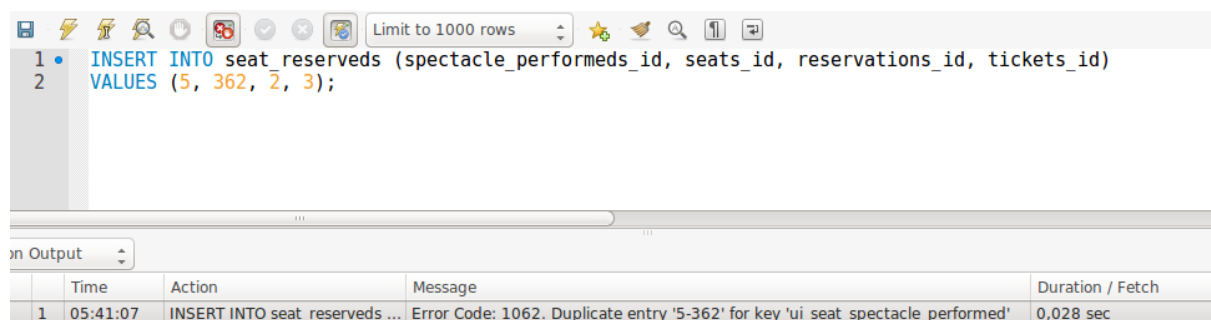 Limit to 1000 rows
1 INSERT INTO seat_reserveds (spectacle_performeds_id, seats_id, reservations_id, tickets_id)
2 VALUES (5, 362, 2, 3);
on Output
Time Action Message Duration / Fetch
1 05:41:07 INSERT INTO seat_reserveds ... Error Code: 1062. Duplicate entry '5-362' for key 'ui_seat_spectacle_performed' 0,028 sec